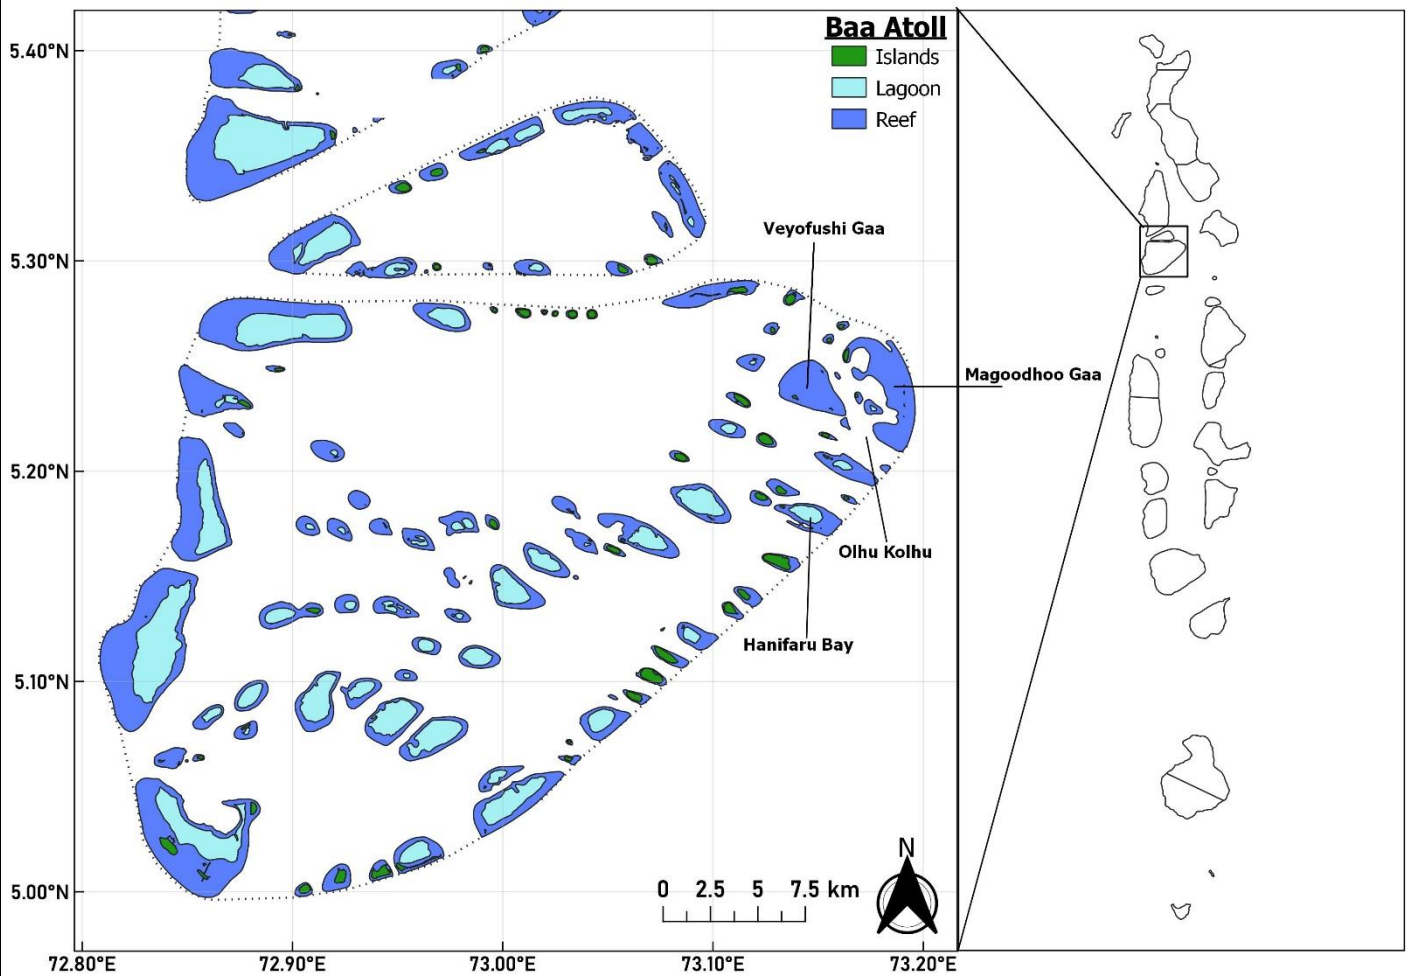 Baa Atoll
Islands
Lagoon
Reef
5.40°N
5.30°N
5.20°N
5.10°N
5.00°N
Veyofushi Gaa
Magoodhoo Gaa
Olhu Kolhu
Hanifaru Bay
N
0 2.5 5 7.5 km
72.80°E 72.90°E 73.00°E 73.10°E 73.20°E